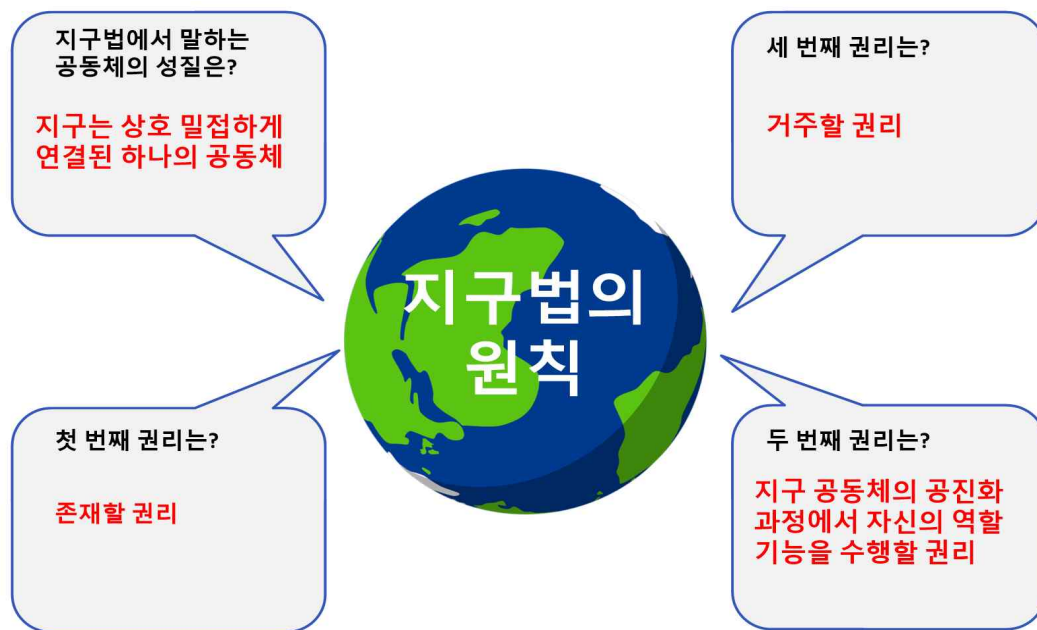 지구법에서 말하는
공동체의 성질은?
지구는 상호 밀접하게
연결된 하나의 공동체
세 번째 권리는?
거주할 권리
지구법의
원칙
첫 번째 권리는?
존재할 권리
두 번째 권리는?
지구 공동체의 공진화
과정에서 자신의 역할
기능을 수행할 권리